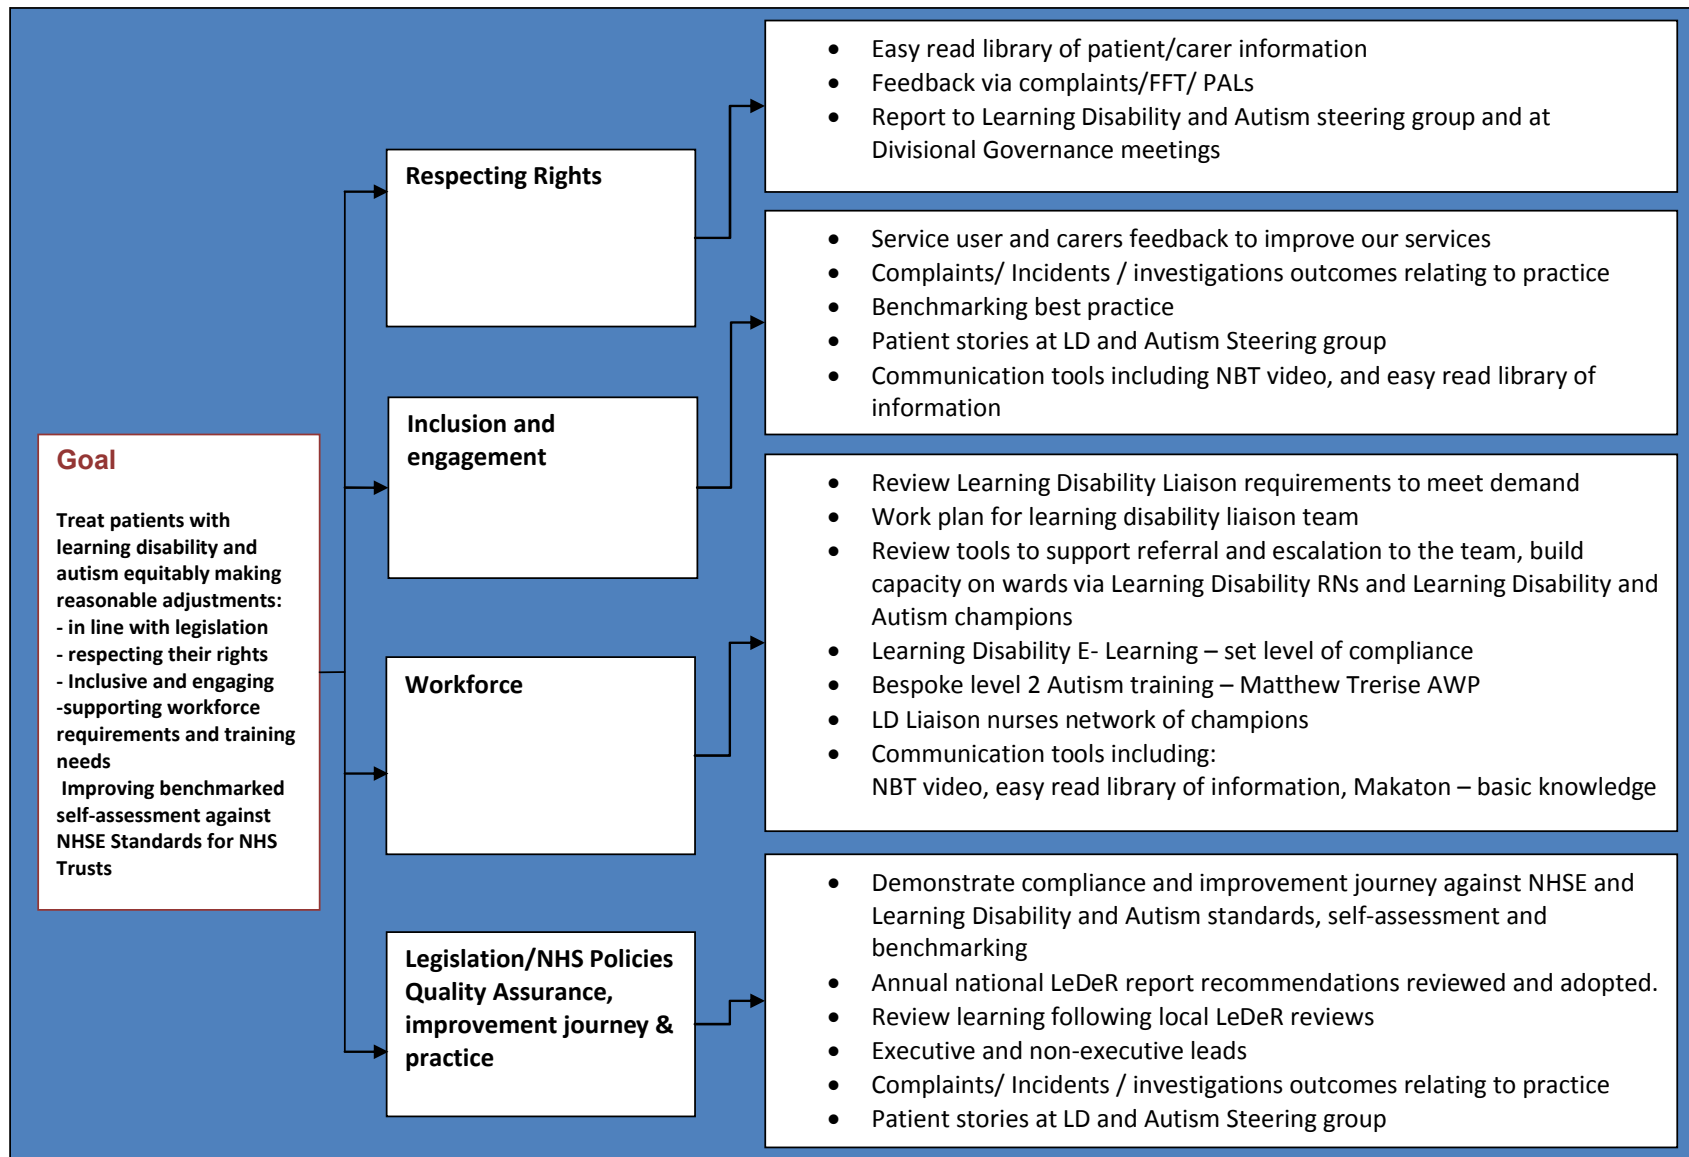 Goal
Treat patients with
learning disability and
autism equitably making
reasonable adjustments:
- in line with legislation
- respecting their rights
- Inclusive and engaging
-supporting workforce
requirements and training
needs
Improving benchmarked
self-assessment against
NHSE Standards for NHS
Trusts
Respecting Rights
• Easy read library of patient/carer information
• Feedback via complaints/FFT/ PALs
• Report to Learning Disability and Autism steering group and at
Divisional Governance meetings
Inclusion and
engagement
• Service user and carers feedback to improve our services
• Complaints/ Incidents / investigations outcomes relating to practice
• Benchmarking best practice
• Patient stories at LD and Autism Steering group
• Communication tools including NBT video, and easy read library of
information
Workforce
• Review Learning Disability Liaison requirements to meet demand
• Work plan for learning disability liaison team
• Review tools to support referral and escalation to the team, build
capacity on wards via Learning Disability RNs and Learning Disability and
Autism champions
• Learning Disability E- Learning – set level of compliance
• Bespoke level 2 Autism training – Matthew Trerise AWP
• LD Liaison nurses network of champions
• Communication tools including:
NBT video, easy read library of information, Makaton – basic knowledge
Legislation/NHS Policies
Quality Assurance,
improvement journey &
practice
• Demonstrate compliance and improvement journey against NHSE and
Learning Disability and Autism standards, self-assessment and
benchmarking
• Annual national LeDeR report recommendations reviewed and adopted.
• Review learning following local LeDeR reviews
• Executive and non-executive leads
• Complaints/ Incidents / investigations outcomes relating to practice
• Patient stories at LD and Autism Steering group